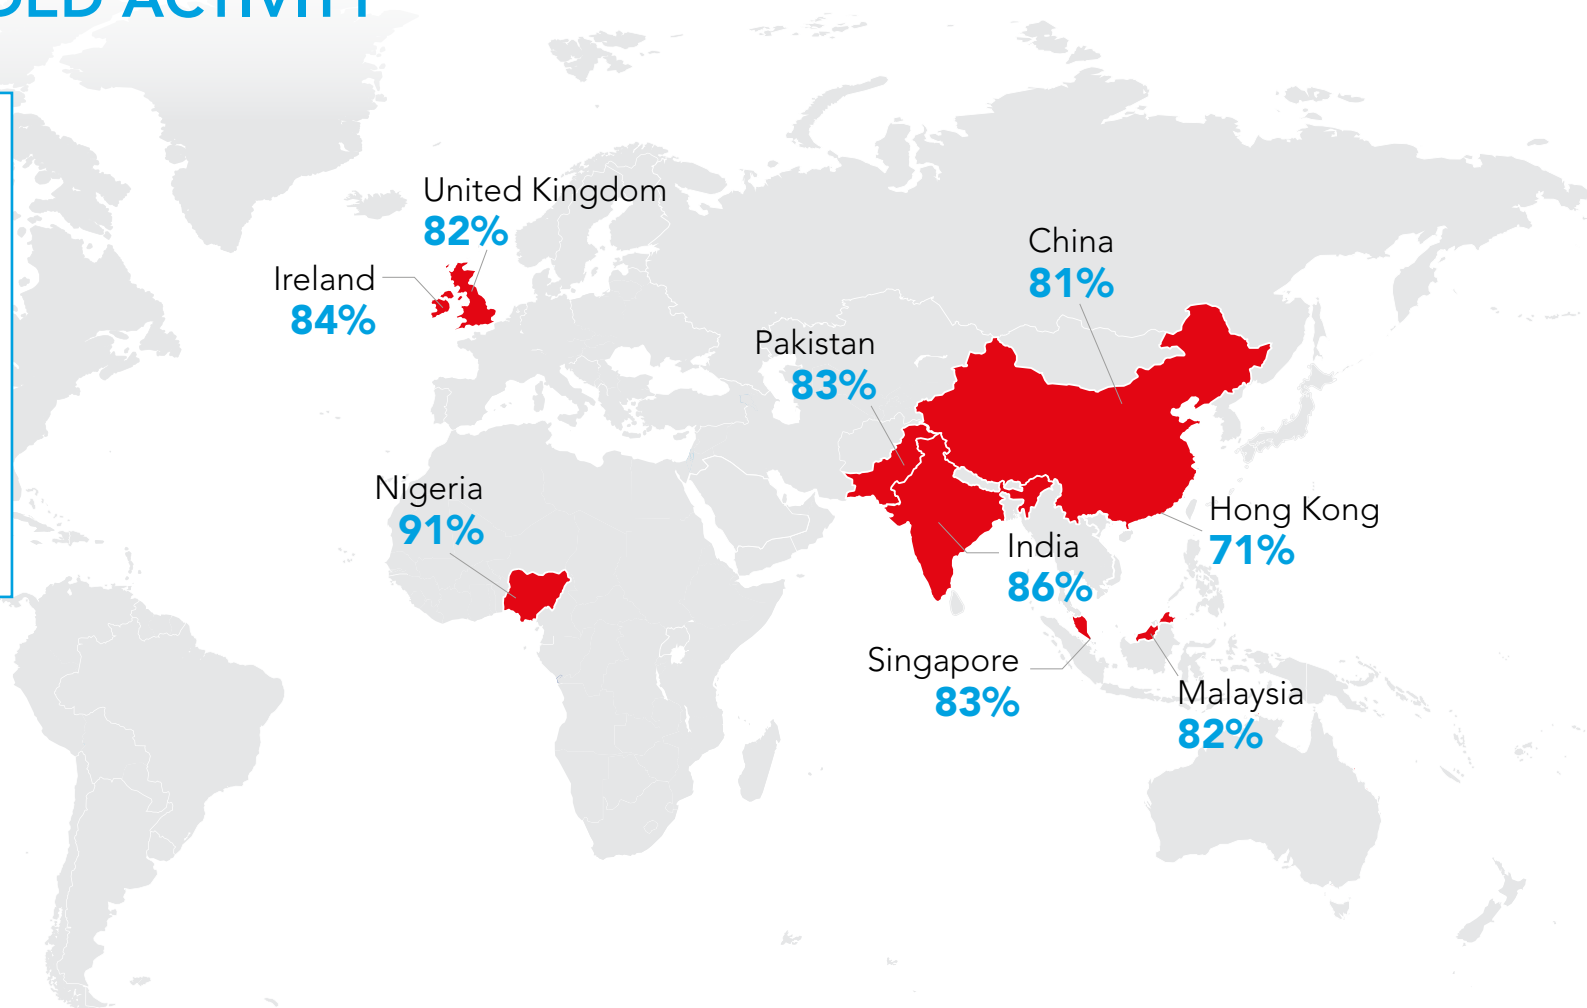 ACTIVITY
United Kingdom
82%
Ireland
84%
China
81%
Pakistan
83%
Nigeria
91%
Hong Kong
71%
India
86%
Singapore
83%
Malaysia
82%